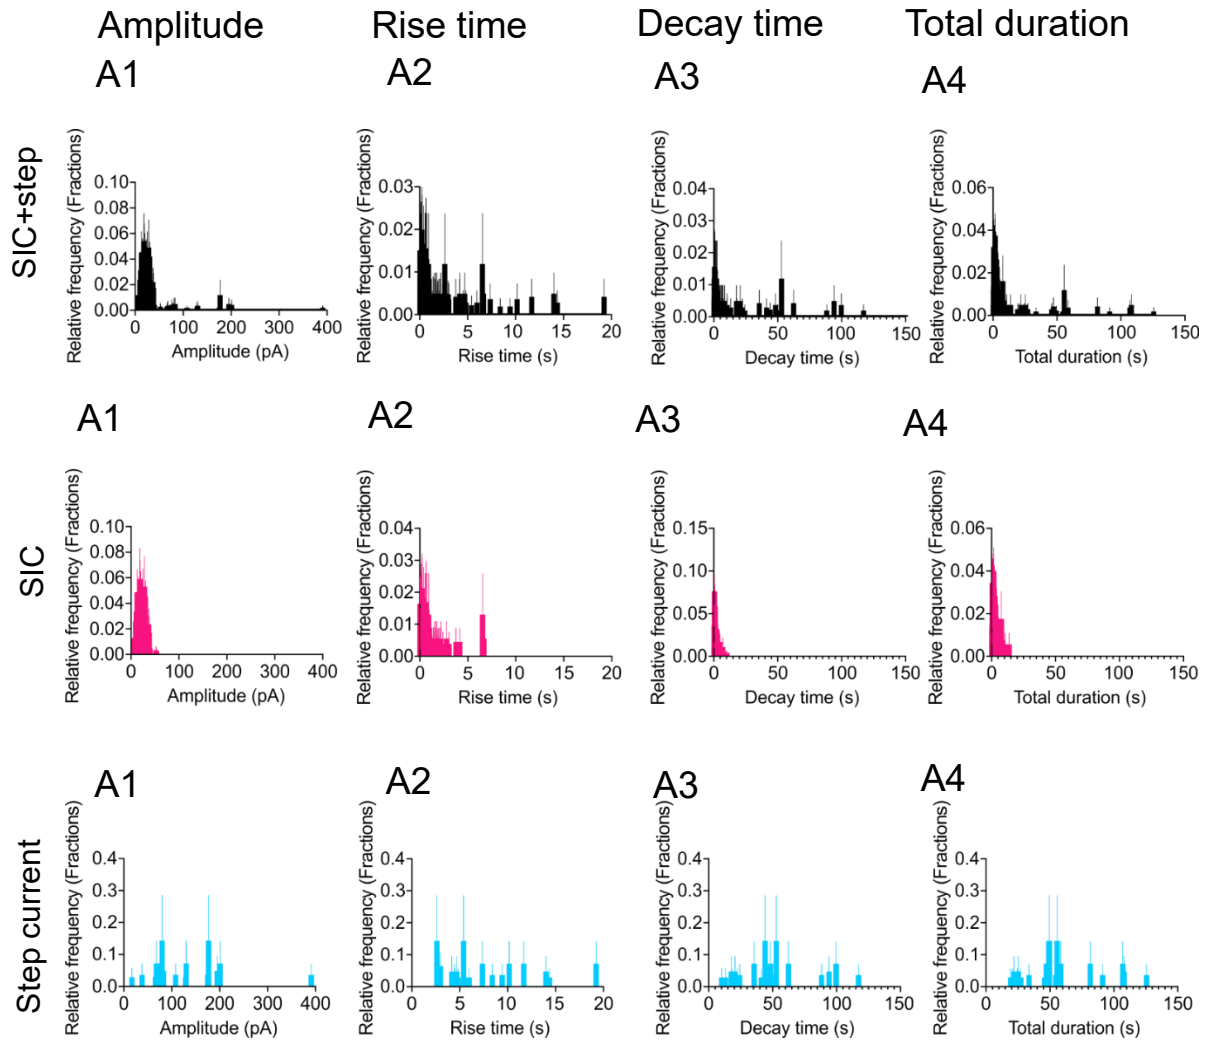 Amplitude Rise time Decay time Total duration
A1 A2 A3 A4
SIC+step
Relative frequency (Fractions)
0.10
0.08
0.06
0.04
0.02
0.00
0 100 200 300 400
Amplitude (pA)
Relative frequency (Fractions)
0.03
0.02
0.01
0.00
0 5 10 15 20
Rise time (s)
Relative frequency (Fractions)
0.04
0.03
0.02
0.01
0.00
0 50 100 150
Decay time (s)
Relative frequency (Fractions)
0.06
0.04
0.02
0.00
0 50 100 150
Total duration (s)
A1 A2 A3 A4
SIC
Relative frequency (Fractions)
0.10
0.08
0.06
0.04
0.02
0.00
0 100 200 300 400
Amplitude (pA)
Relative frequency (Fractions)
0.04
0.03
0.02
0.01
0.00
0 5 10 15 20
Rise time (s)
Relative frequency (Fractions)
0.15
0.10
0.05
0.00
0 50 100 150
Decay time (s)
Relative frequency (Fractions)
0.06
0.04
0.02
0.00
0 50 100 150
Total duration (s)
A1 A2 A3 A4
Step current
Relative frequency (Fractions)
0.4
0.3
0.2
0.1
0.0
0 100 200 300 400
Amplitude (pA)
Relative frequency (Fractions)
0.4
0.3
0.2
0.1
0.0
0 5 10 15 20
Rise time (s)
Relative frequency (Fractions)
0.4
0.3
0.2
0.1
0.0
0 50 100 150
Decay time (s)
Relative frequency (Fractions)
0.4
0.3
0.2
0.1
0.0
0 50 100 150
Total duration (s)